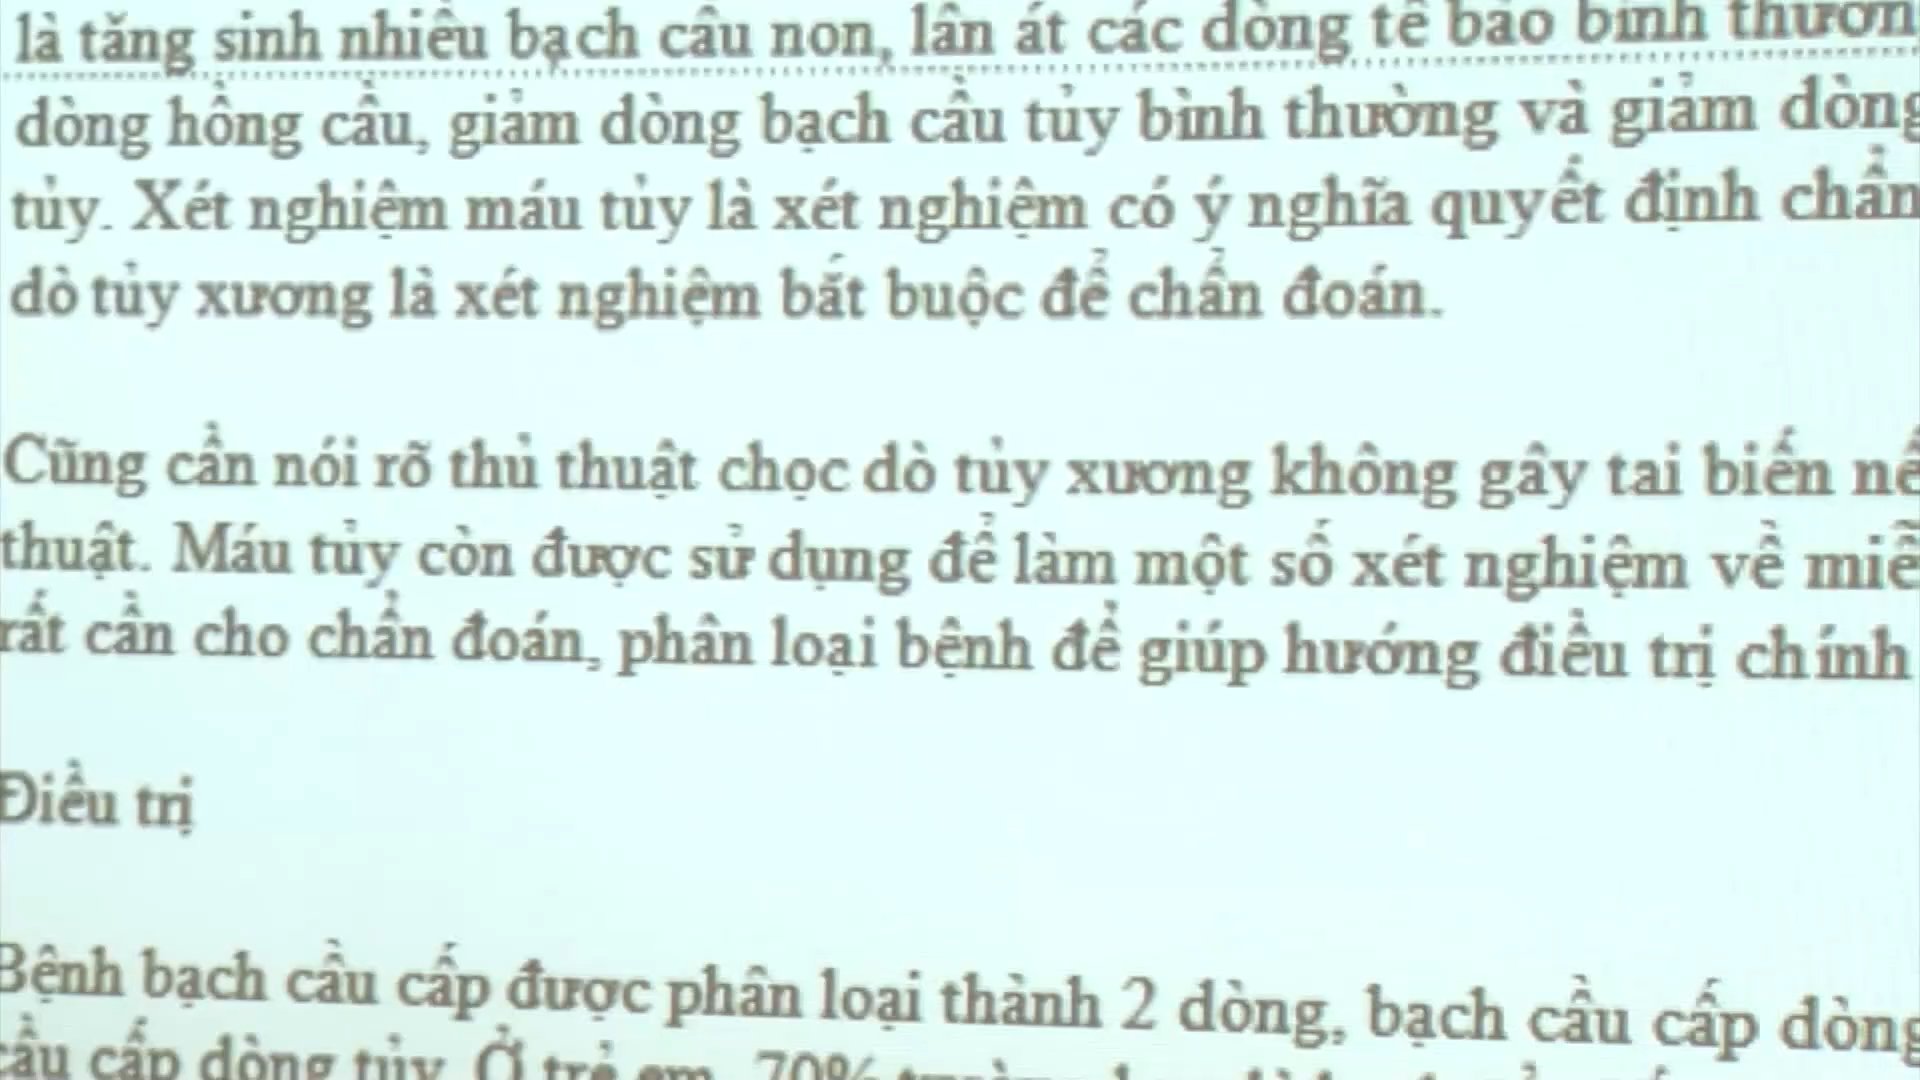 là tăng sinh nhiều bạch cầu non, lấn át các dòng tế bào bình
dòng hồng cầu, giảm dòng bạch cầu tủy bình thường và giảm dòng
tủy. Xét nghiệm máu tủy là xét nghiệm có ý nghĩa quyết định chẩn
dò tủy xương là xét nghiệm bắt buộc để chẩn đoán.
Cũng cần nói rõ thủ thuật chọc dò tủy xương không gây tai biến
thuật. Máu tủy còn được sử dụng để làm một số xét nghiệm về
rất cần cho chẩn đoán, phân loại bệnh để giúp hướng điều trị chính
Điều trị
Bệnh bạch cầu cấp được phân loại thành 2 dòng, bạch cầu cấp dòng
cầu cấp dòng tủy. Ở trẻ em, 70%